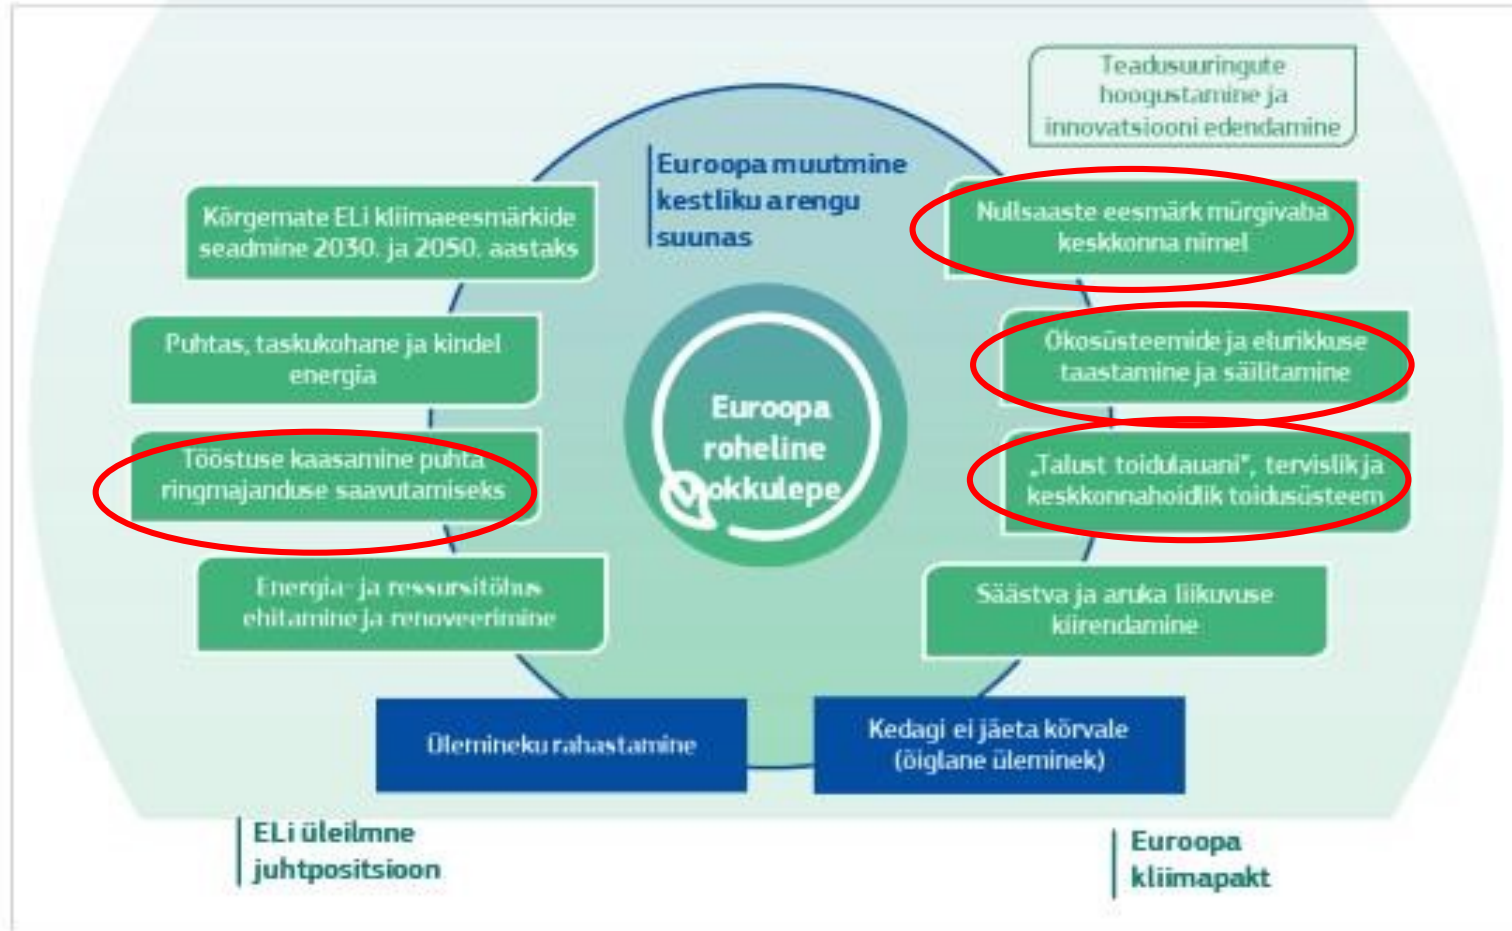 Teadusuuringute
hoogustamine ja
innovatsiooni edendamine
Euroopa muutmine
kestliku arengu
suunas
Kõrgemate ELi kliimaeesmärkide
seadmine 2030. ja 2050. aastaks
Nullsaaste eesmärk mürgivaba
keskkonna nimel
Puhtas, taskukohane ja kindel
energia
Ökosüsteemide ja elurikkuse
taastamine ja säilitamine
Euroopa
roheline
okkulepe
Tööstuse kaasamine puhta
ringmajanduse saavutamiseks
„Talust toidulauani", tervislik ja
keskkonnahoidlik toidusüsteem
Energia- ja ressursitõhus
ehitamine ja renoveerimine
Säästva ja aruka liikuvuse
kiirendamine
Ülemineku rahastamine
Kedagi ei jäeta kõrvale
(õiglane üleminek)
ELi üleilmne
juhtpositsioon
Euroopa
kliimapakt